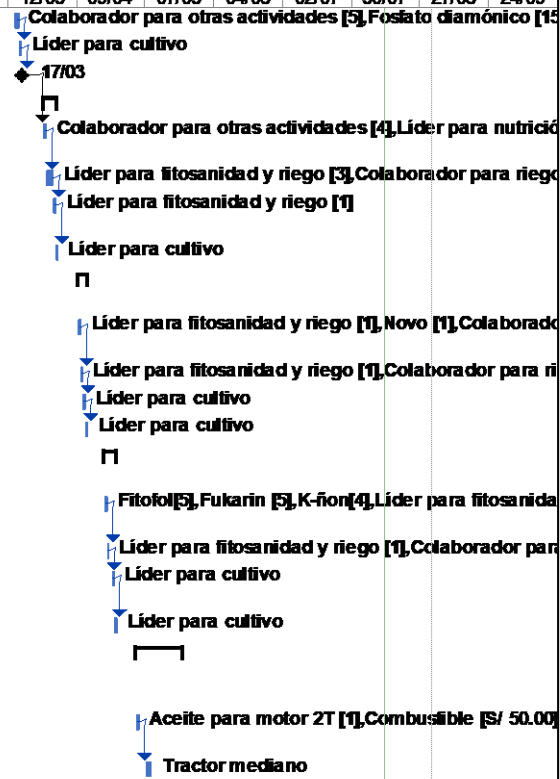 Colaborador para otras actividades [5],Fosfato diamónico [15
Líder para cultivo
17/03
Colaborador para otras actividades [4],Líder para nutrició
Líder para fitosanidad y riego [3],Colaborador para riego
Líder para fitosanidad y riego [1]
Líder para cultivo
Líder para fitosanidad y riego [1],Novo [1],Colaborado
Líder para fitosanidad y riego [1],Colaborador para ri
Líder para cultivo
Líder para cultivo
Fitofol[5],Fukarin [5],K-ñon[4],Líder para fitosanida
Líder para fitosanidad y riego [1],Colaborador para
Líder para cultivo
Líder para cultivo
Aceite para motor 2T [1],Combustible [S/ 50.00]
Tractor mediano